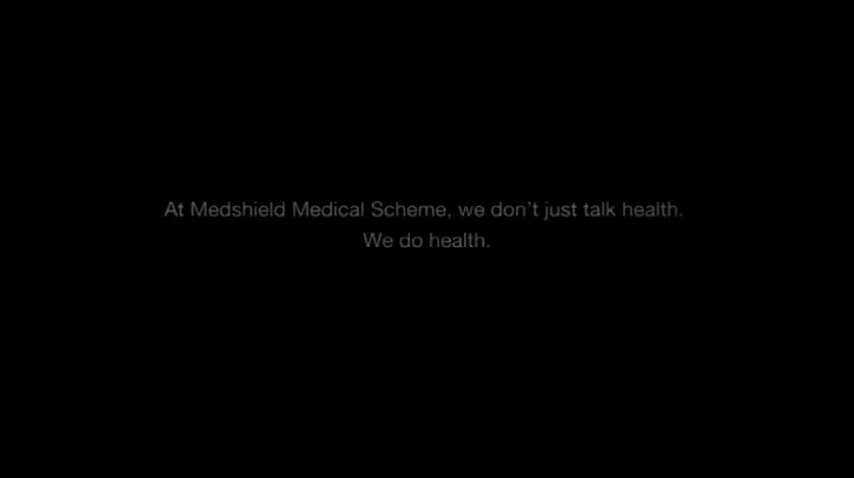 At Medshield Medical Scheme, we don’t just talk health.
We do health.